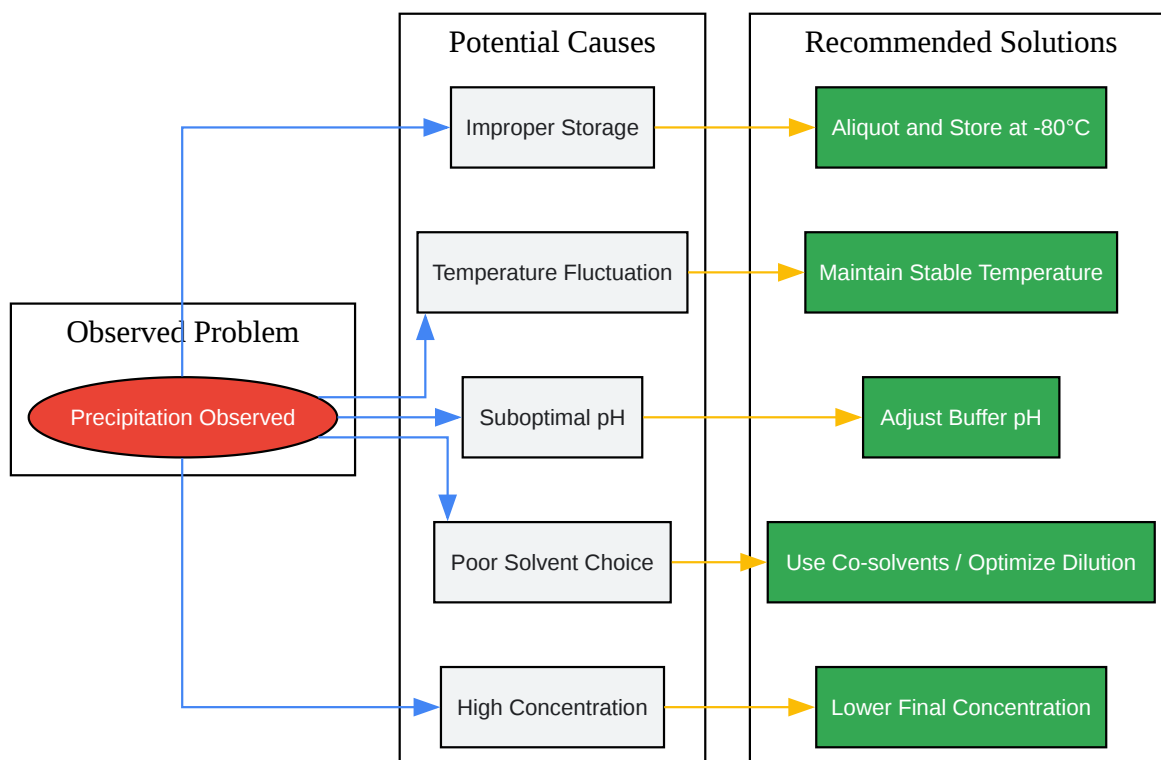 Potential Causes
Recommended Solutions
Improper Storage
Aliquot and Store at -80°C
Temperature Fluctuation
Maintain Stable Temperature
Observed Problem
Precipitation Observed
Suboptimal pH
Adjust Buffer pH
Poor Solvent Choice
Use Co-solvents / Optimize Dilution
High Concentration
Lower Final Concentration